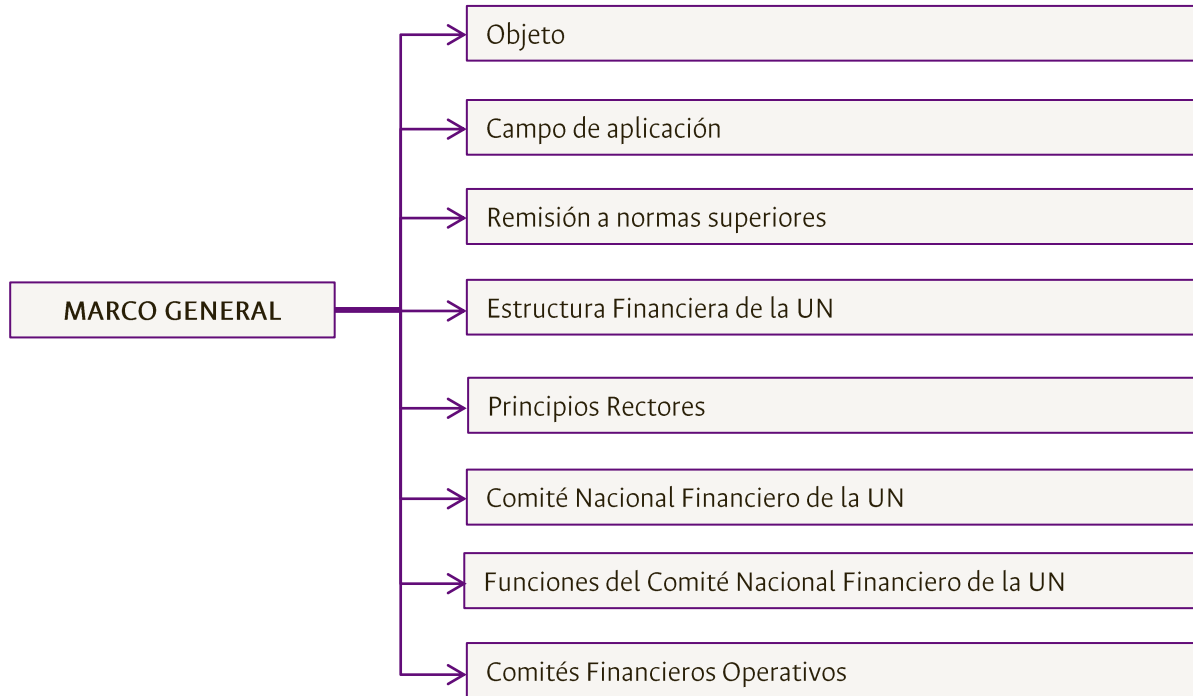 Objeto
Campo de aplicación
Remisión a normas superiores
MARCO GENERAL
Estructura Financiera de la UN
Principios Rectores
Comité Nacional Financiero de la UN
Funciones del Comité Nacional Financiero de la UN
Comités Financieros Operativos